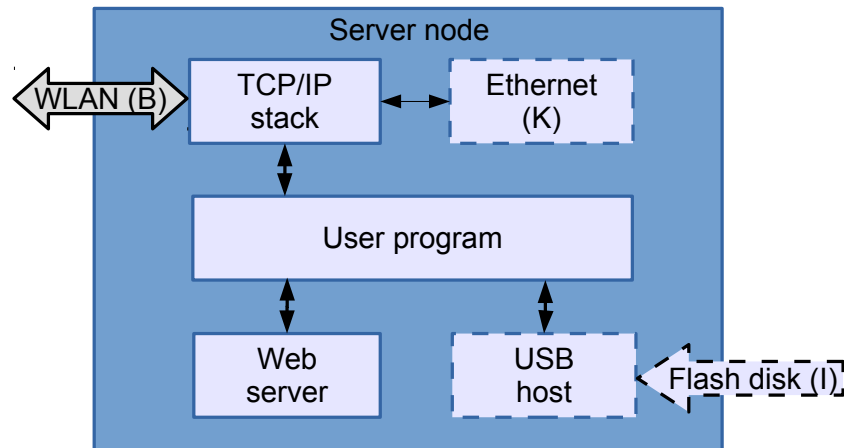 Server node
WLAN (B)
TCP/IP
stack
Ethernet
(K)
User program
Web
server
USB
host
Flash disk (I)